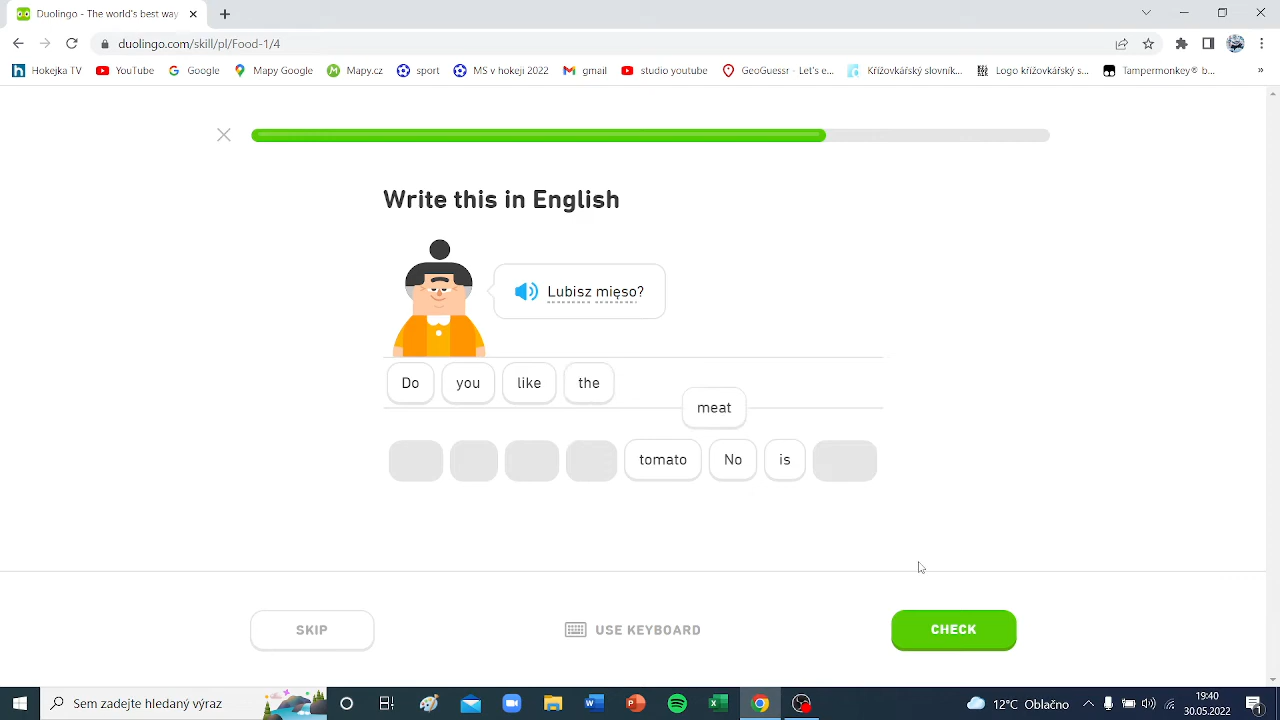 Duolingo - The world's best way
duolingo.com/skill/pl/Food-1/4
Hokejka TV YouTube Google Mapy Google Mapy.cz sport MS v hokeji 2022 gmail studio youtube GeoGuessr - Let's e... Křížovkářský slovník... Logo křížovkářský s... Tampermonkey® b... »
Write this in English
Lubisz mięso?
Do you like the
meat
tomato No is
SKIP USE KEYBOARD CHECK
Sem zadejte hledaný výraz
12°C Oblačno
19:40
30.05.2022